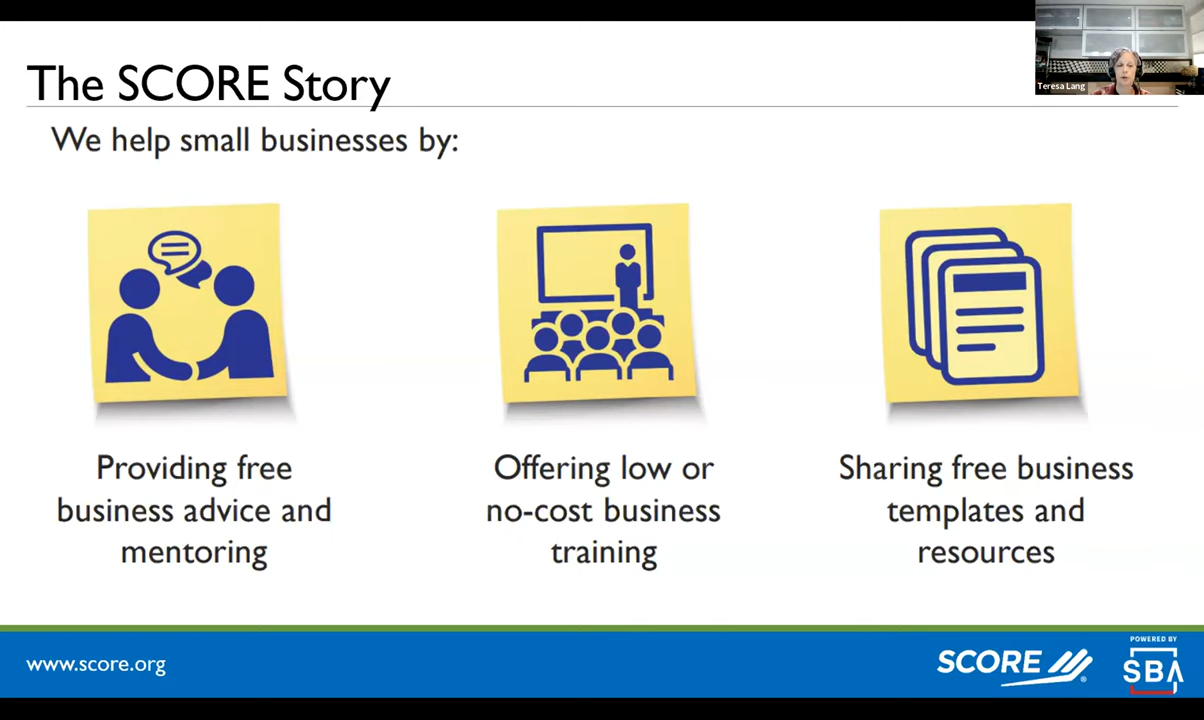 The SCORE Story
Teresa Lang
We help small businesses by:
Providing free
business advice and
mentoring
Offering low or
no-cost business
training
Sharing free business
templates and
resources
www.score.org
SCORE
®
POWERED BY
SBA